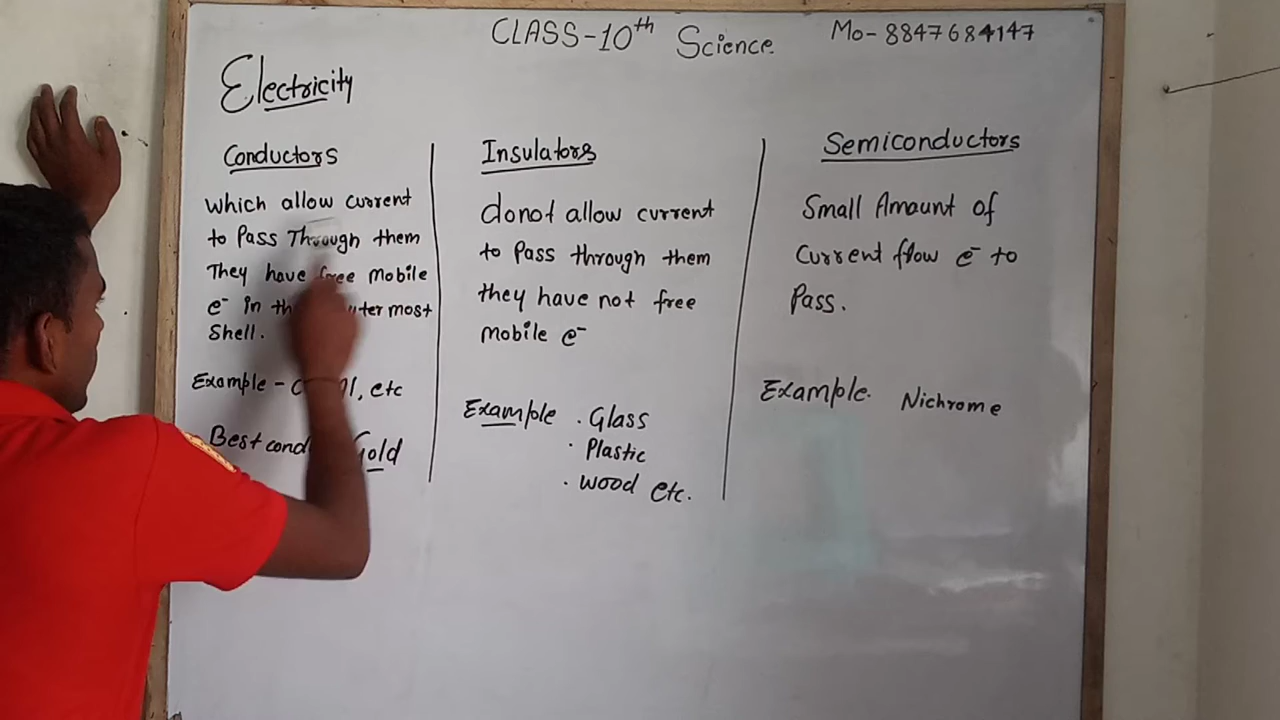 CLASS-10th Science Mo-8847684147
Electricity
Conductors
Which allow current
to Pass Through them
They have free mobile
e⁻ in outer most
Shell.
Example - , etc
Best Gold
Insulators
donot allow current
to Pass through them
they have not free
mobile e⁻
Example . Glass
. Plastic
. wood etc.
Semiconductors
Small Amount of
Current flow e⁻ to
Pass.
Example. Nichrome